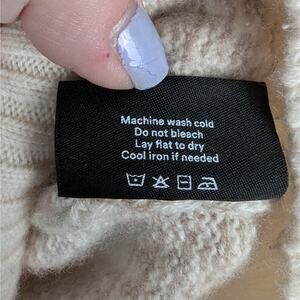 Machine wash cold
Do not bleach
Lay flat to dry
Cool iron if needed